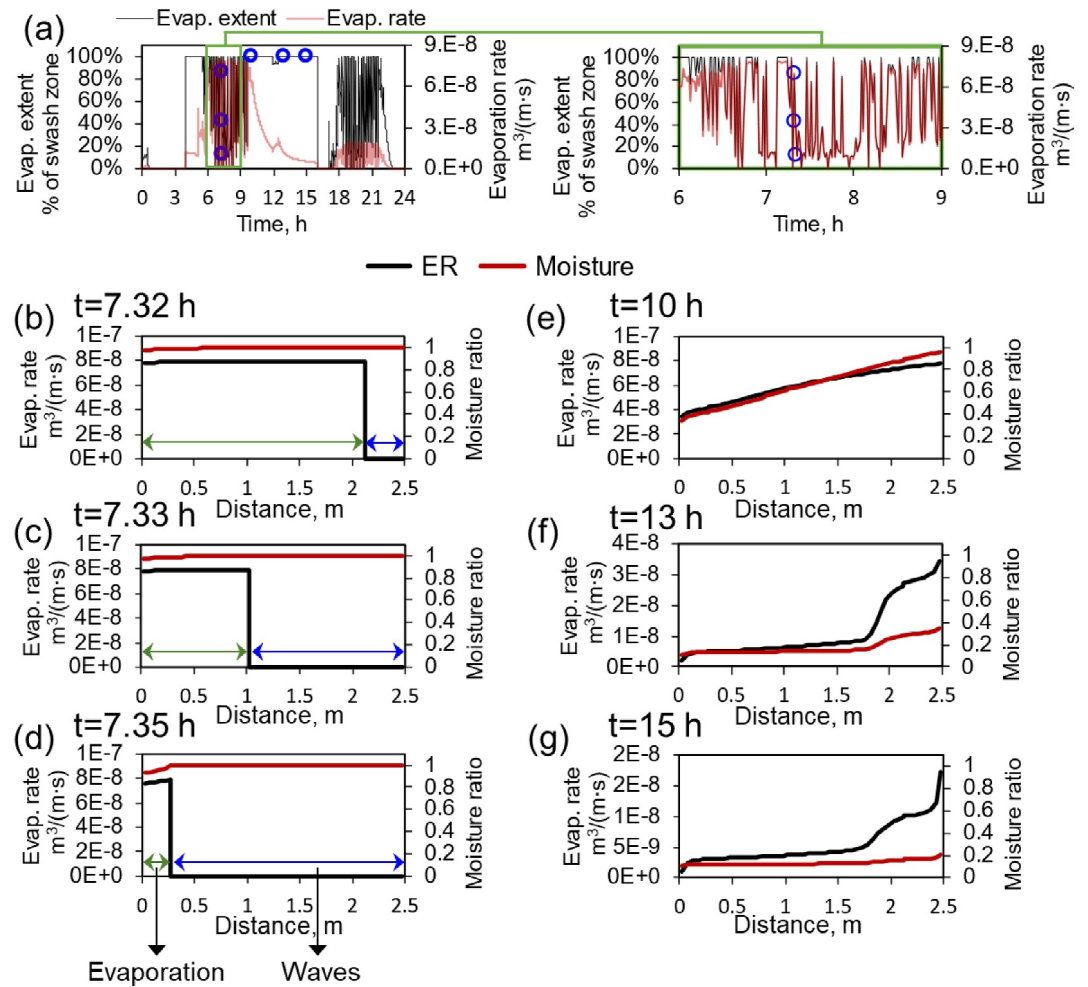 (a)
Evap. extent
Evap. rate
Evap. extent
% of swash zone
100%
80%
60%
40%
20%
0%
9E-8
6E-8
3E-8
0E+0
Evaporation rate
m³/(m·s)
0 3 6 9 12 15 18 21 24
Time, h
Evap. extent
% of swash zone
100%
80%
60%
40%
20%
0%
9E-8
6E-8
3E-8
0E+0
Evaporation rate
m³/(m·s)
6 7 8 9
Time, h
ER
Moisture
(b)
t=7.32 h
Evap. rate
m³/(m·s)
1E-7
8E-8
6E-8
4E-8
2E-8
0E+0
1
0.8
0.6
0.4
0.2
0
Moisture ratio
0 0.5 1 1.5 2 2.5
Distance, m
(e)
t=10 h
Evap. rate
m³/(m·s)
1E-7
8E-8
6E-8
4E-8
2E-8
0E+0
1
0.8
0.6
0.4
0.2
0
Moisture ratio
0 0.5 1 1.5 2 2.5
Distance, m
(c)
t=7.33 h
Evap. rate
m³/(m·s)
1E-7
8E-8
6E-8
4E-8
2E-8
0E+0
1
0.8
0.6
0.4
0.2
0
Moisture ratio
0 0.5 1 1.5 2 2.5
Distance, m
(f)
t=13 h
Evap. rate
m³/(m·s)
4E-8
3E-8
2E-8
1E-8
0E+0
1
0.8
0.6
0.4
0.2
0
Moisture ratio
0 0.5 1 1.5 2 2.5
Distance, m
(d)
t=7.35 h
Evap. rate
m³/(m·s)
1E-7
8E-8
6E-8
4E-8
2E-8
0E+0
1
0.8
0.6
0.4
0.2
0
Moisture ratio
0 0.5 1 1.5 2 2.5
Distance, m
Evaporation
Waves
(g)
t=15 h
Evap. rate
m³/(m·s)
2E-8
2E-8
1E-8
5E-9
0E+0
1
0.8
0.6
0.4
0.2
0
Moisture ratio
0 0.5 1 1.5 2 2.5
Distance, m